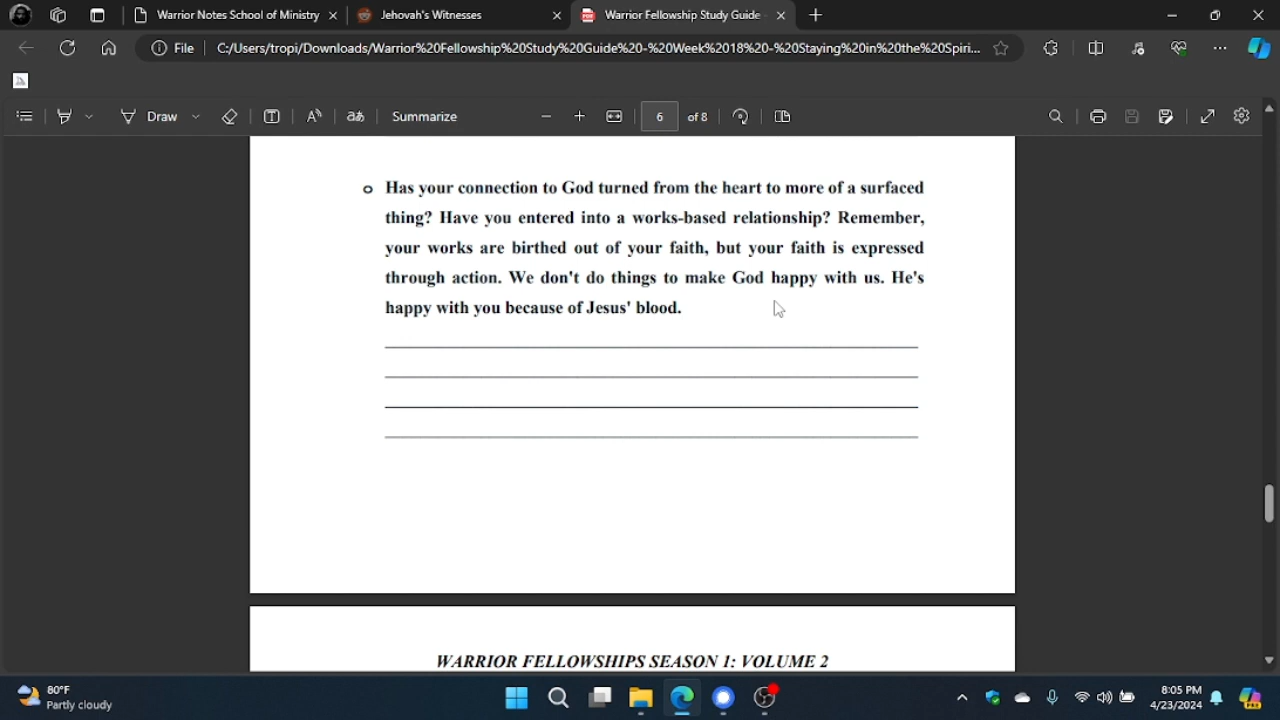 Warrior Notes School of Ministry
Jehovah's Witnesses
Warrior Fellowship Study Guide
File
C:/Users/tropi/Downloads/Warrior%20Fellowship%20Study%20Guide%20-%20Week%2018%20-%20Staying%20in%20the%20Spiri...
Draw
Summarize
6
of 8
o Has your connection to God turned from the heart to more of a surfaced
thing? Have you entered into a works-based relationship? Remember,
your works are birthed out of your faith, but your faith is expressed
through action. We don't do things to make God happy with us. He's
happy with you because of Jesus' blood.
WARRIOR FELLOWSHIPS SEASON 1: VOLUME 2
80°F
Partly cloudy
8:05 PM
4/23/2024